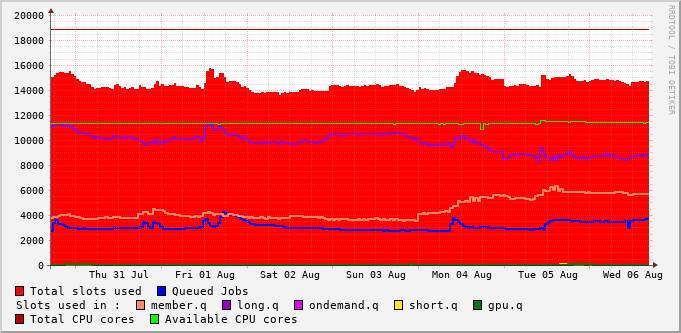 20000
18000
16000
14000
12000
10000
8000
6000
4000
2000
0
Thu 31 Jul Fri 01 Aug Sat 02 Aug Sun 03 Aug Mon 04 Aug Tue 05 Aug Wed 06 Aug
Total slots used Queued Jobs
Slots used in : member.q long.q ondemand.q short.q gpu.q
Total CPU cores Available CPU cores
RRDTOOL / TOBI OETIKER